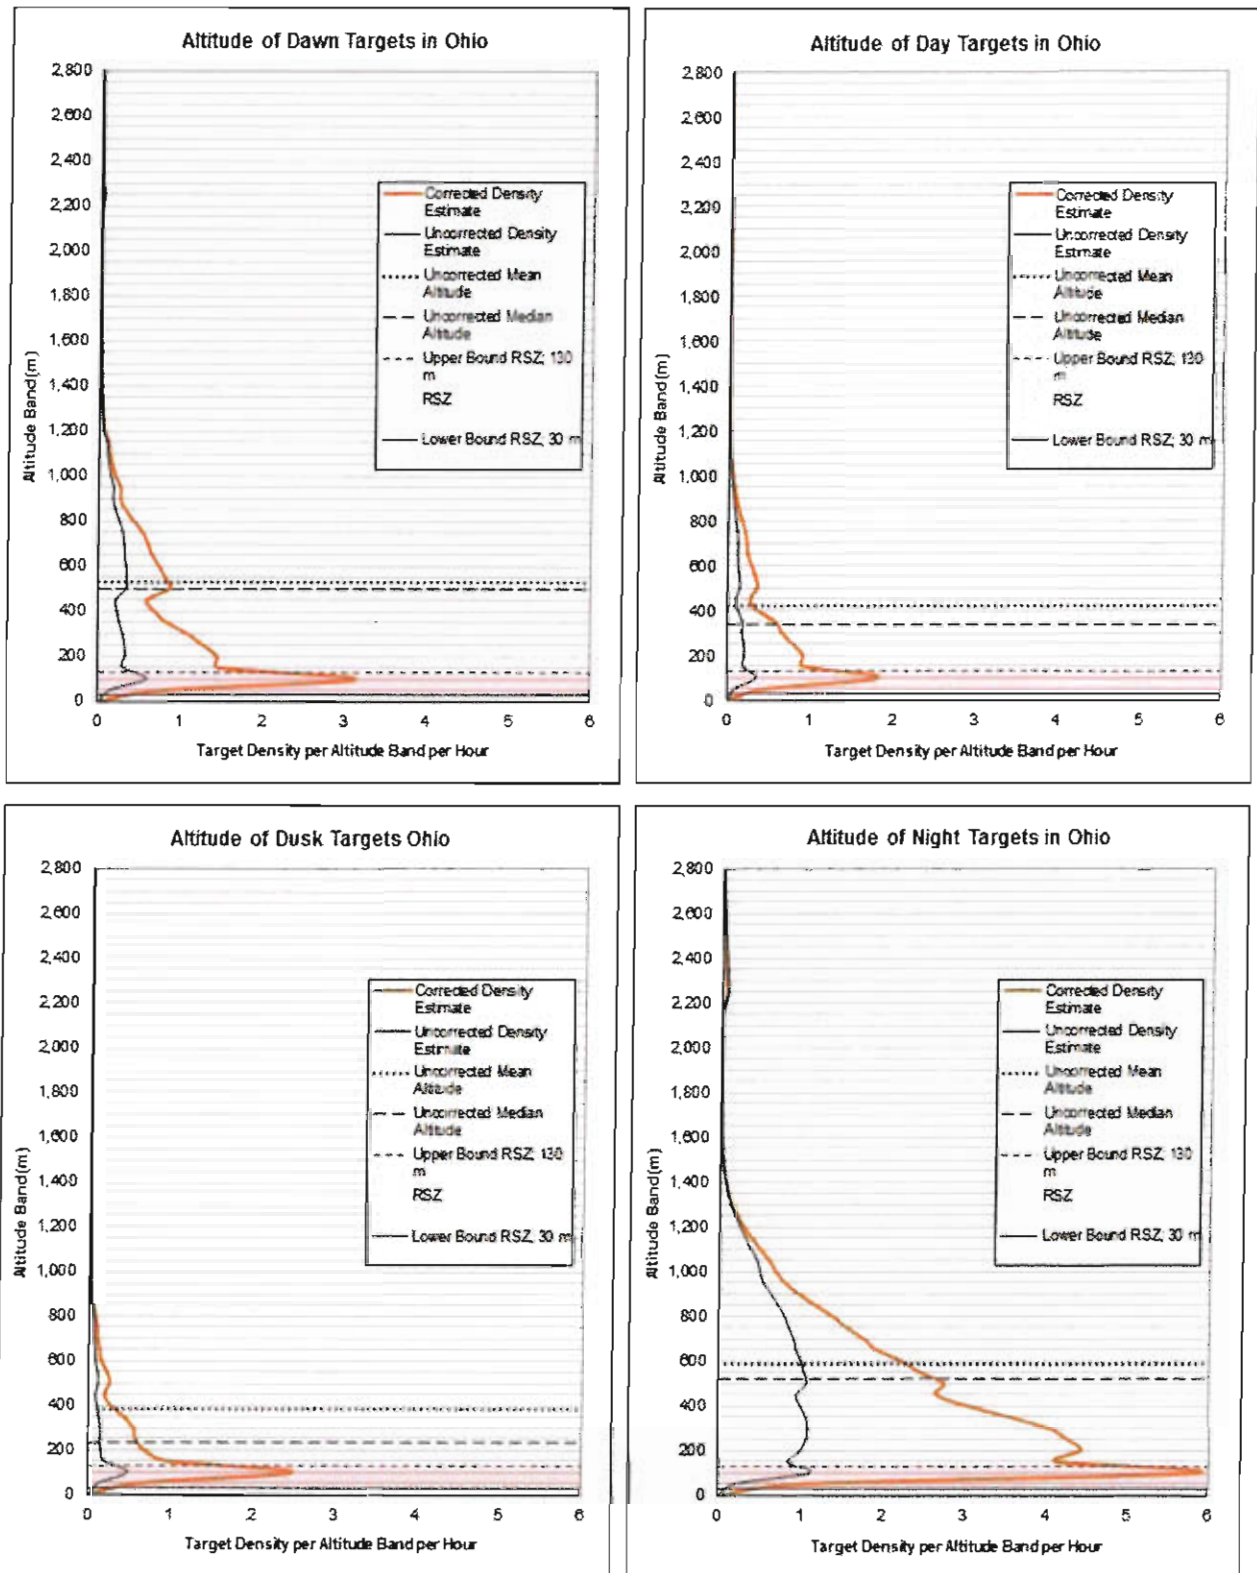 Altitude of Dawn Targets in Ohio
2,800
2,600
2,400
2,200
2,000
1,800
1,600
1,400
1,200
1,000
800
600
400
200
0
Altitude Band(m)
0 1 2 3 4 5 6
Target Density per Altitude Band per Hour
Corrected Density
Estimate
Uncorrected Density
Estimate
Uncorrected Mean
Altitude
Uncorrected Median
Altitude
Upper Bound RSZ; 130
m
RSZ
Lower Bound RSZ; 30 m
Altitude of Day Targets in Ohio
2,800
2,600
2,400
2,200
2,000
1,800
1,600
1,400
1,200
1,000
800
600
400
200
0
Altitude Band(m)
0 1 2 3 4 5 6
Target Density per Altitude Band per Hour
Corrected Density
Estimate
Uncorrected Density
Estimate
Uncorrected Mean
Altitude
Uncorrected Median
Altitude
Upper Bound RSZ; 130
m
RSZ
Lower Bound RSZ; 30 m
Altitude of Dusk Targets Ohio
2,800
2,600
2,400
2,200
2,000
1,800
1,600
1,400
1,200
1,000
800
600
400
200
0
Altitude Band(m)
0 1 2 3 4 5 6
Target Density per Altitude Band per Hour
Corrected Density
Estimate
Uncorrected Density
Estimate
Uncorrected Mean
Altitude
Uncorrected Median
Altitude
Upper Bound RSZ; 130
m
RSZ
Lower Bound RSZ; 30 m
Altitude of Night Targets in Ohio
2,800
2,600
2,400
2,200
2,000
1,800
1,600
1,400
1,200
1,000
800
600
400
200
0
Altitude Band(m)
0 1 2 3 4 5 6
Target Density per Altitude Band per Hour
Corrected Density
Estimate
Uncorrected Density
Estimate
Uncorrected Mean
Altitude
Uncorrected Median
Altitude
Upper Bound RSZ; 130
m
RSZ
Lower Bound RSZ; 30 m